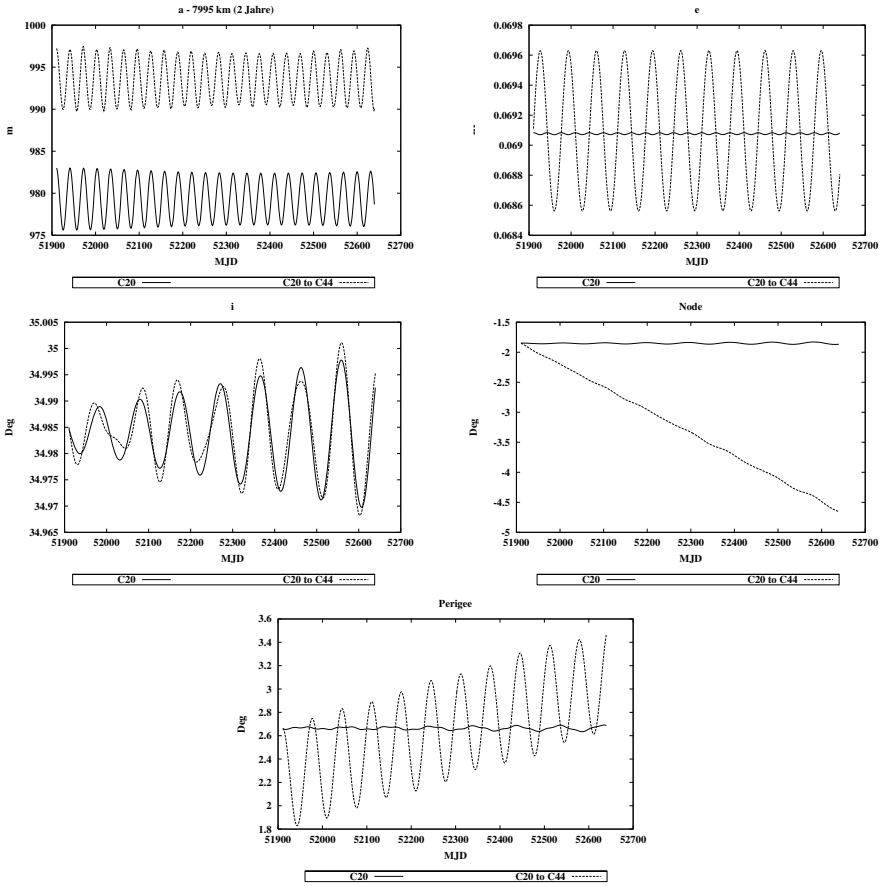 a - 7995 km (2 Jahre)
1000
995
990
985
980
975
m
51900 52000 52100 52200 52300 52400 52500 52600 52700
MJD
C20 C20 to C44
e
0.0698
0.0696
0.0694
0.0692
0.069
0.0688
0.0686
0.0684
---
51900 52000 52100 52200 52300 52400 52500 52600 52700
MJD
C20 C20 to C44
i
35.005
35
34.995
34.99
34.985
34.98
34.975
34.97
34.965
Deg
51900 52000 52100 52200 52300 52400 52500 52600 52700
MJD
C20 C20 to C44
Node
-1.5
-2
-2.5
-3
-3.5
-4
-4.5
-5
Deg
51900 52000 52100 52200 52300 52400 52500 52600 52700
MJD
C20 C20 to C44
Perigee
3.6
3.4
3.2
3
2.8
2.6
2.4
2.2
2
1.8
Deg
51900 52000 52100 52200 52300 52400 52500 52600 52700
MJD
C20 C20 to C44